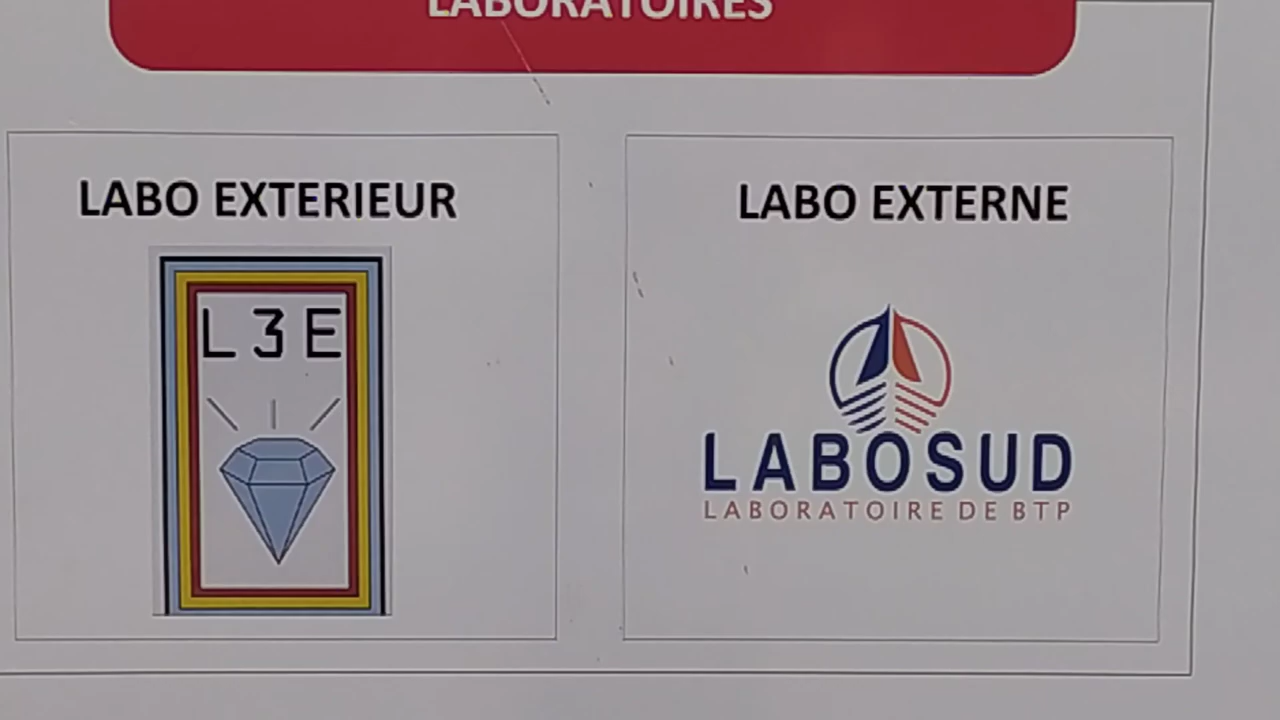 LABORATOIRES
LABO EXTERIEUR
L3E
LABO EXTERNE
LABOSUD
LABORATOIRE DE BTP